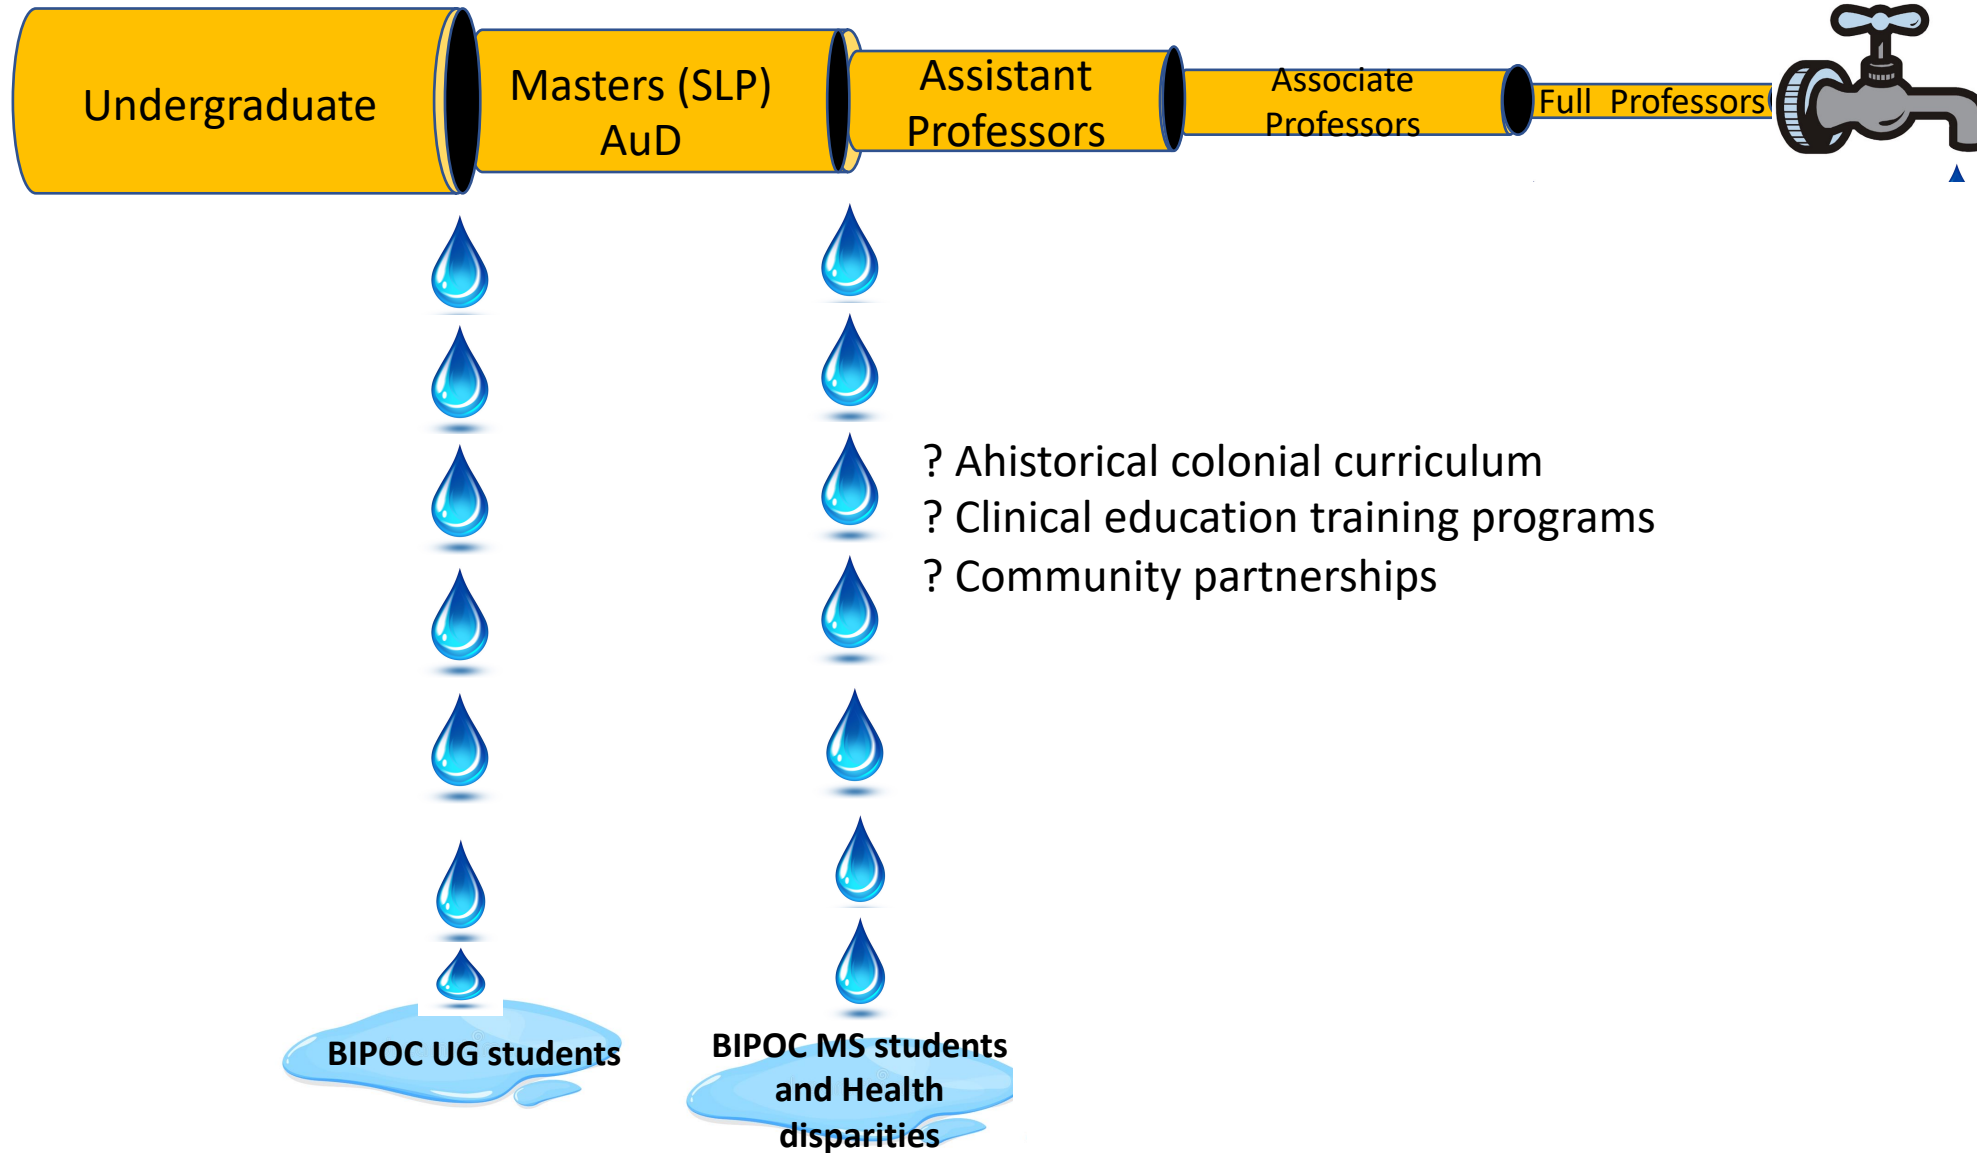 Undergraduate
Masters (SLP)
AuD
Assistant
Professors
Associate
Professors
Full Professors
? Ahistorical colonial curriculum
? Clinical education training programs
? Community partnerships
BIPOC UG students
BIPOC MS students
and Health
disparities